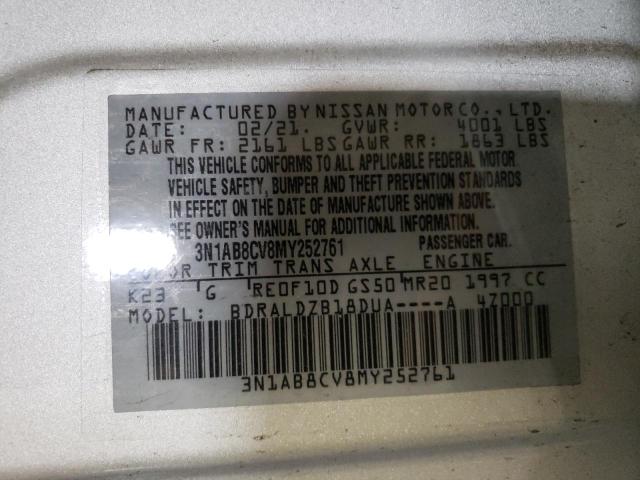 MANUFACTURED BY NISSAN MOTOR CO., LTD.
DATE: 02/21. GVWR: 4001 LBS
GAWR FR: 2161 LBS GAWR RR: 1863 LBS
THIS VEHICLE CONFORMS TO ALL APPLICABLE FEDERAL MOTOR
VEHICLE SAFETY, BUMPER AND THEFT PREVENTION STANDARDS
IN EFFECT ON THE DATE OF MANUFACTURE SHOWN ABOVE.
SEE OWNER'S MANUAL FOR ADDITIONAL INFORMATION.
3N1AB8CV8MY252761 PASSENGER CAR.
COLOR TRIM TRANS AXLE ENGINE
K23 G RE0F10D GS50 MR20 1997 CC
MODEL: BDRALDZB18DUA----A 4Z000
3N1AB8CV8MY252761